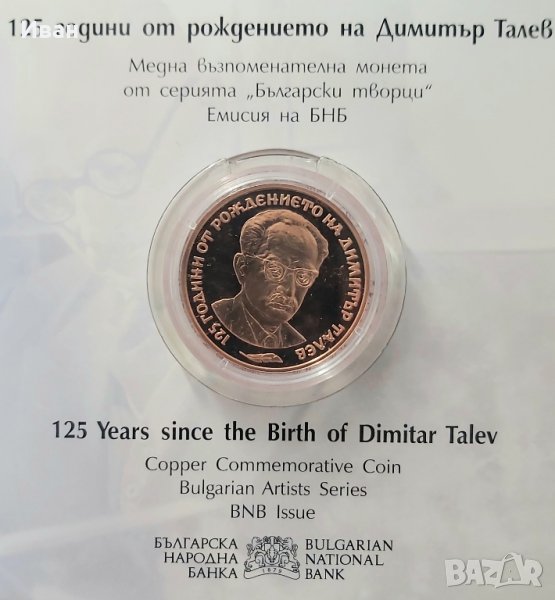 Иван
125 години от рождението на Димитър Талев
Медна възпоменателна монета
от серията „Български творци“
Емисия на БНБ
125 ГОДИНИ ОТ РОЖДЕНИЕТО НА ДИМИТЪР ТАЛЕВ
125 Years since the Birth of Dimitar Talev
Copper Commemorative Coin
Bulgarian Artists Series
BNB Issue
БЪЛГАРСКА
НАРОДНА
БАНКА
1879
BULGARIAN
NATIONAL
BANK
BAZAR